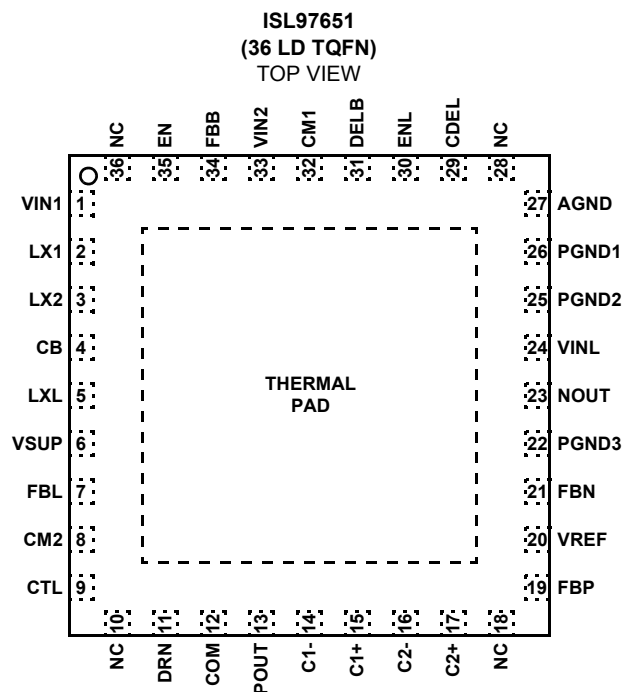 ISL97651
(36 LD TQFN)
TOP VIEW
NC
EN
FBB
VIN2
CM1
DELB
ENL
CDEL
NC
36
35
34
33
32
31
30
29
28
VIN1 1
LX1 2
LX2 3
CB 4
LXL 5
VSUP 6
FBL 7
CM2 8
CTL 9
THERMAL
PAD
27 AGND
26 PGND1
25 PGND2
24 VINL
23 NOUT
22 PGND3
21 FBN
20 VREF
19 FBP
10
11
12
13
14
15
16
17
18
NC
DRN
COM
POUT
C1-
C1+
C2-
C2+
NC